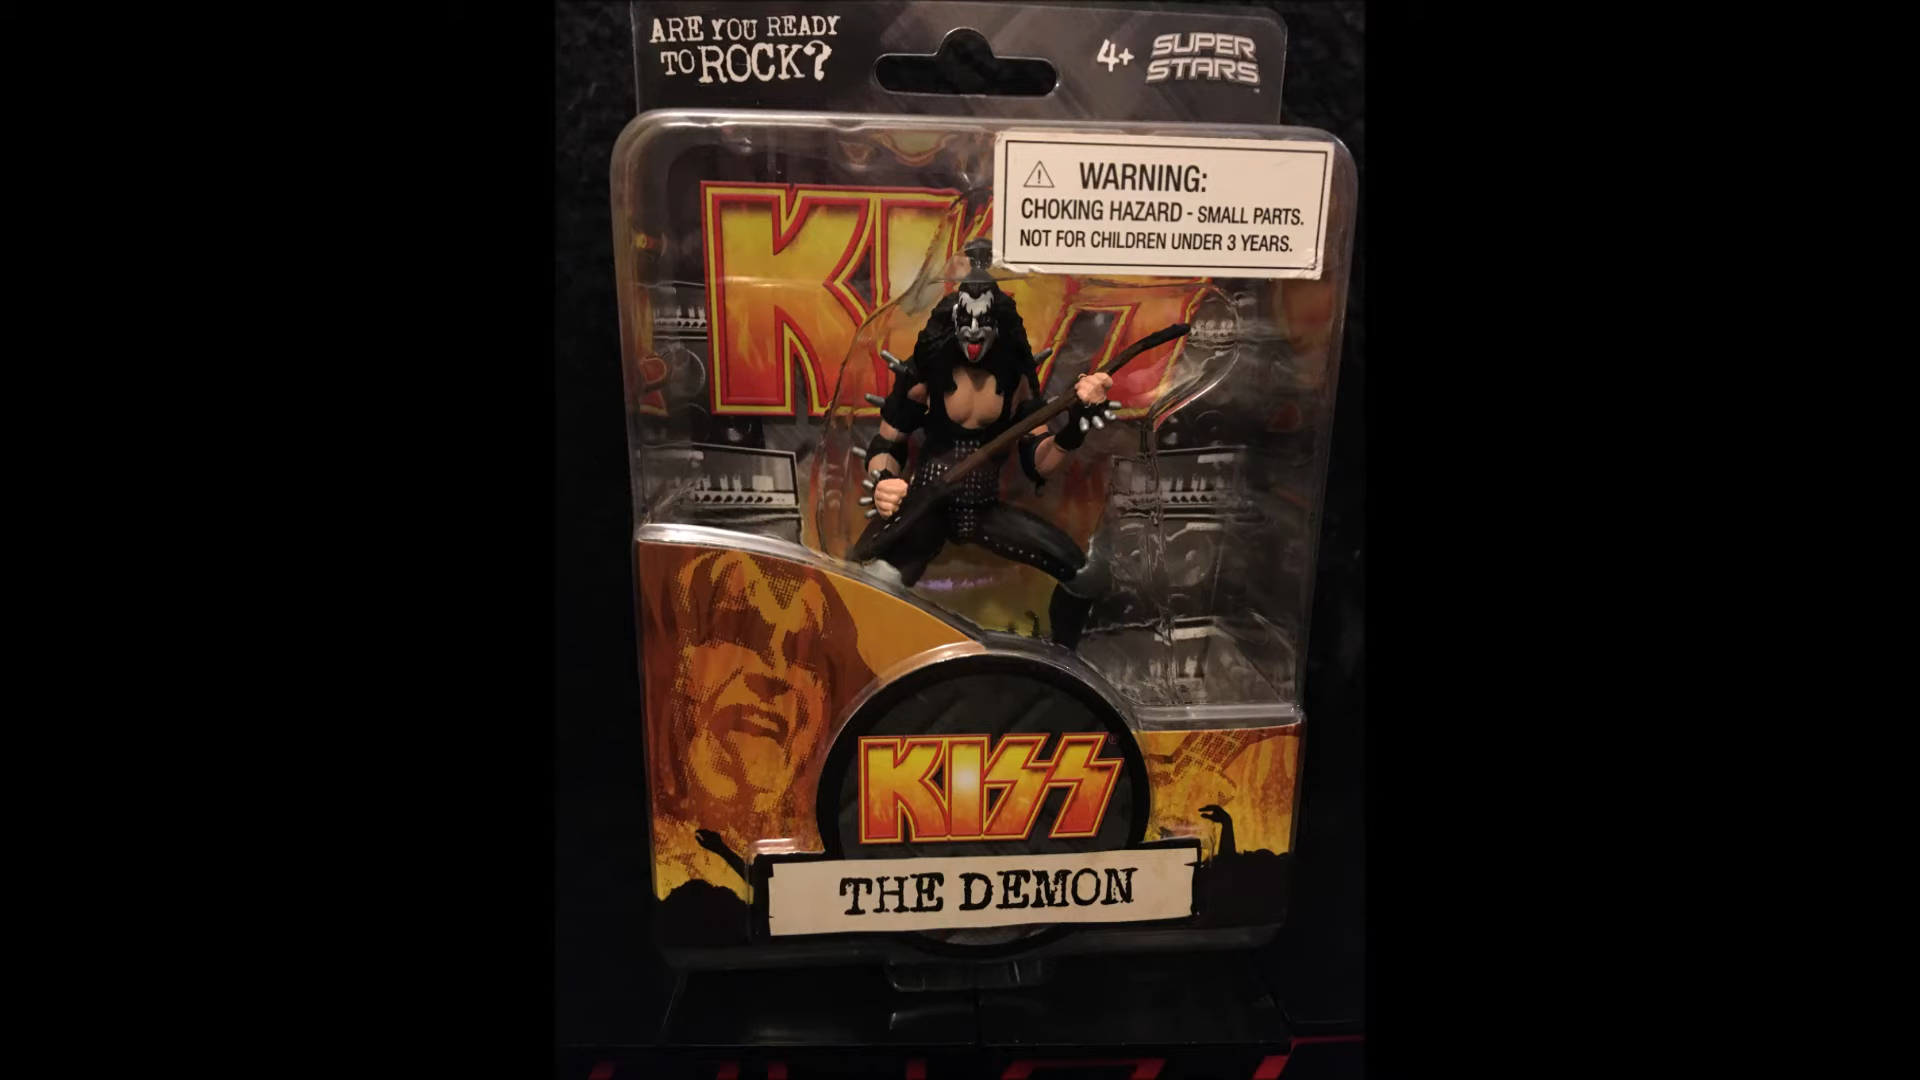 ARE YOU READY
TO ROCK?
4+
SUPER
STARS
™
WARNING:
CHOKING HAZARD - SMALL PARTS.
NOT FOR CHILDREN UNDER 3 YEARS.
KISS
KISS®
THE DEMON